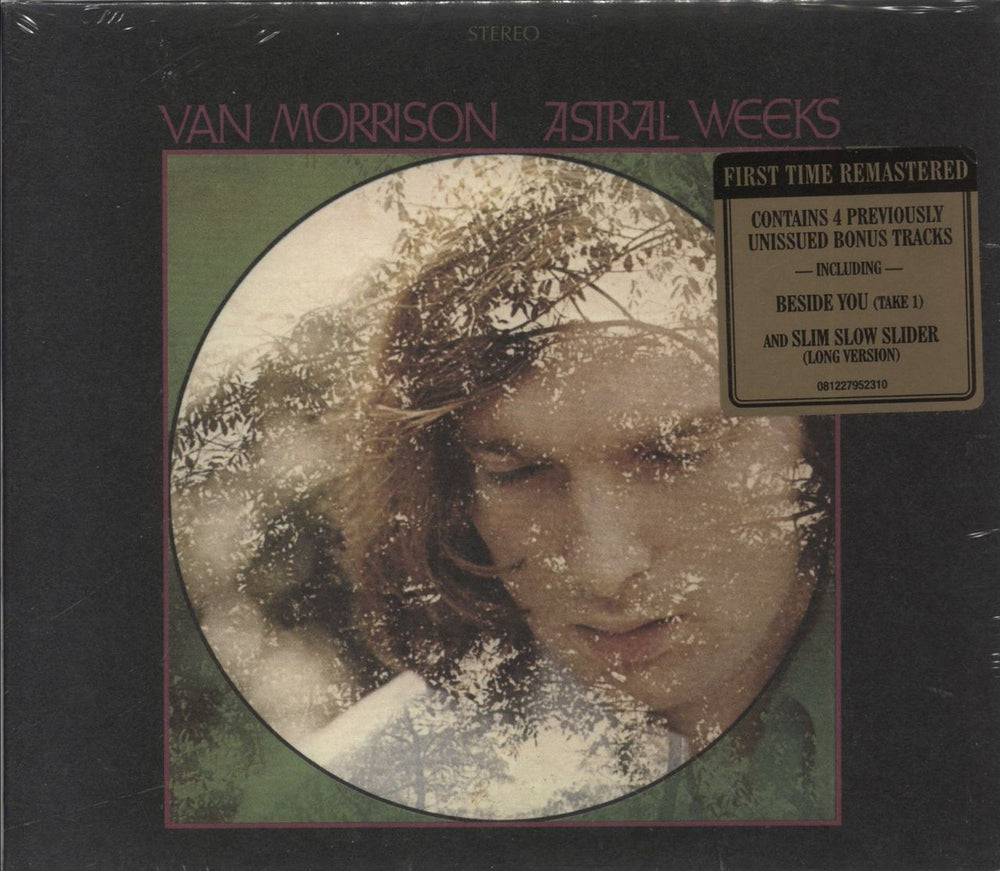 STEREO
VAN MORRISON ASTRAL WEEKS
FIRST TIME REMASTERED
CONTAINS 4 PREVIOUSLY
UNISSUED BONUS TRACKS
— INCLUDING —
BESIDE YOU (TAKE 1)
AND SLIM SLOW SLIDER
(LONG VERSION)
081227952310